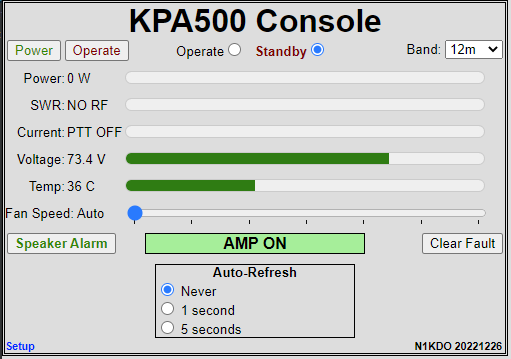 KPA500 Console
Power Operate Operate Standby Band: 12m
Power: 0 W
SWR: NO RF
Current: PTT OFF
Voltage: 73.4 V
Temp: 36 C
Fan Speed: Auto
Speaker Alarm AMP ON Clear Fault
Auto-Refresh
Never
1 second
5 seconds
Setup N1KDO 20221226